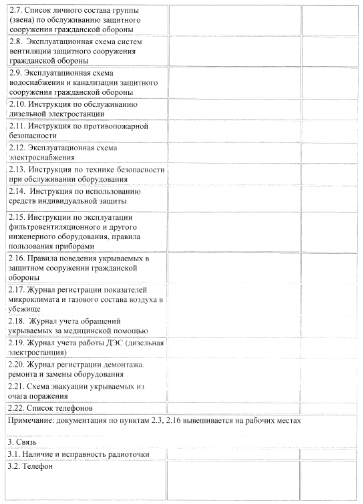 2.7. Список личного состава группы
(звена) по обслуживанию защитного
сооружения гражданской обороны
2.8. Эксплуатационная схема систем
вентиляции защитного сооружения
гражданской обороны
2.9. Эксплуатационная схема
водоснабжения и канализации защитного
сооружения гражданской обороны
2.10. Инструкция по обслуживанию
дизельной электростанции
2.11. Инструкция по противопожарной
безопасности
2.12. Эксплуатационная схема
электроснабжения
2.13. Инструкция по технике безопасности
при обслуживании оборудования
2.14. Инструкция по использованию
средств индивидуальной защиты
2.15. Инструкции по эксплуатации
фильтровентиляционного и другого
инженерного оборудования, правила
пользования приборами
2 16. Правила поведения укрываемых в
защитном сооружении гражданской
обороны
2.17. Журнал регистрации показателей
микроклимата и газового состава воздуха в
убежище
2.18. Журнал учета обращений
укрываемых за медицинской помощью
2.19. Журнал учета работы ДЭС (дизельная
электростанция)
2.20. Журнал регистрации демонтажа,
ремонта и замены оборудования
2.21. Схема эвакуации укрываемых из
очага поражения
2.22. Список телефонов
Примечание: документация по пунктам 2.3, 2.16 вывешивается на рабочих местах
3. Связь
3.1. Наличие и исправность радиоточки
3.2. Телефон